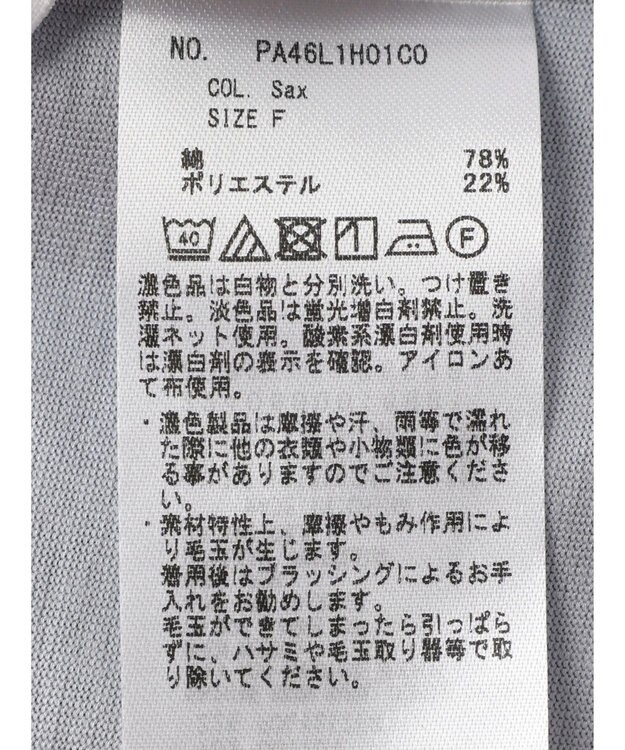 NO. PA46L1H01CO
COL. Sax
SIZE F
綿 78%
ポリエステル 22%
40 F
濃色品は白物と分別洗い。つけ置き
禁止。淡色品は蛍光増白剤禁止。洗
濯ネット使用。酸素系漂白剤使用時
は漂白剤の表示を確認。アイロンあ
て布使用。
・濃色製品は摩擦や汗、雨等で濡れ
た際に他の衣類や小物類に色が移
る事がありますのでご注意くださ
い。
・素材特性上、摩擦やもみ作用によ
り毛玉が生じます。
着用後はブラッシングによるお手
入れをお勧めします。
毛玉ができてしまったら引っぱら
ずに、ハサミや毛玉取り器等で取
り除いてください。